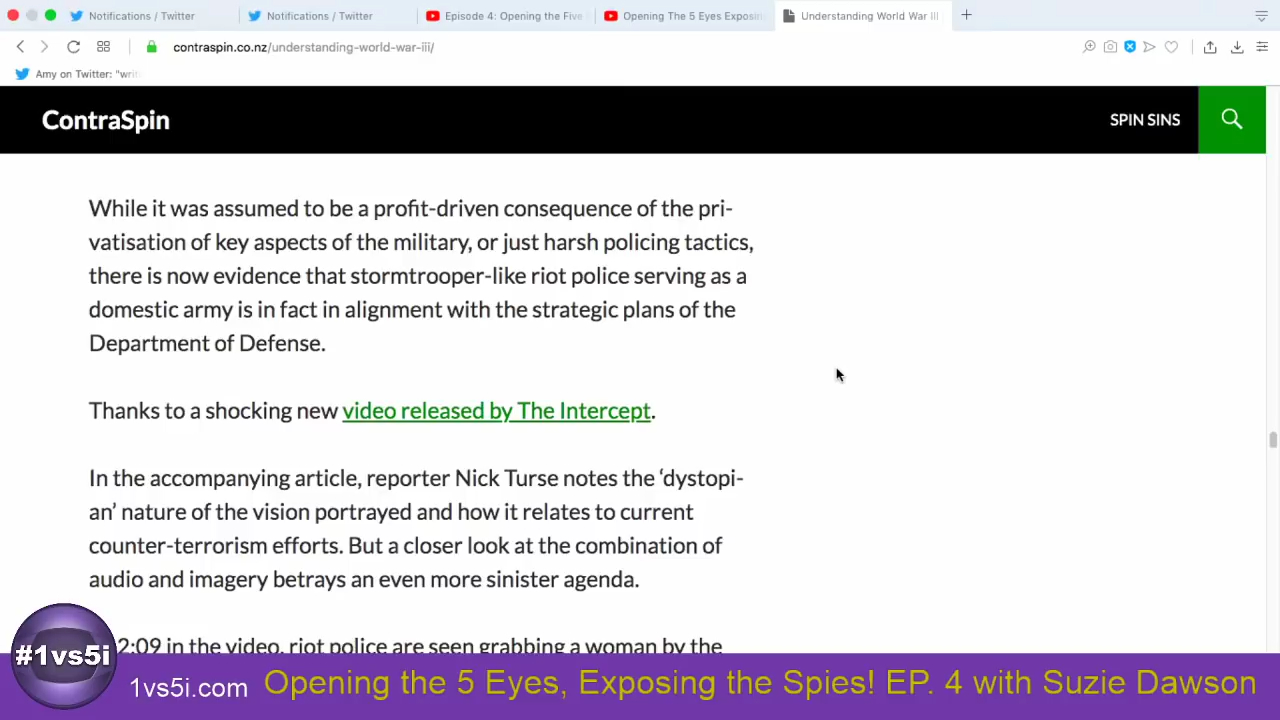 Notifications / Twitter
Notifications / Twitter
Episode 4: Opening the Five
Opening The 5 Eyes Exposin
Understanding World War III
contraspin.co.nz/understanding-world-war-iii/
Amy on Twitter: "writ
ContraSpin
SPIN SINS
While it was assumed to be a profit-driven consequence of the pri-
vatisation of key aspects of the military, or just harsh policing tactics,
there is now evidence that stormtrooper-like riot police serving as a
domestic army is in fact in alignment with the strategic plans of the
Department of Defense.
Thanks to a shocking new video released by The Intercept.
In the accompanying article, reporter Nick Turse notes the ‘dystopi-
an’ nature of the vision portrayed and how it relates to current
counter-terrorism efforts. But a closer look at the combination of
audio and imagery betrays an even more sinister agenda.
2:09 in the video, riot police are seen grabbing a woman by the
#1vs5i
1vs5i.com
Opening the 5 Eyes, Exposing the Spies! EP. 4 with Suzie Dawson